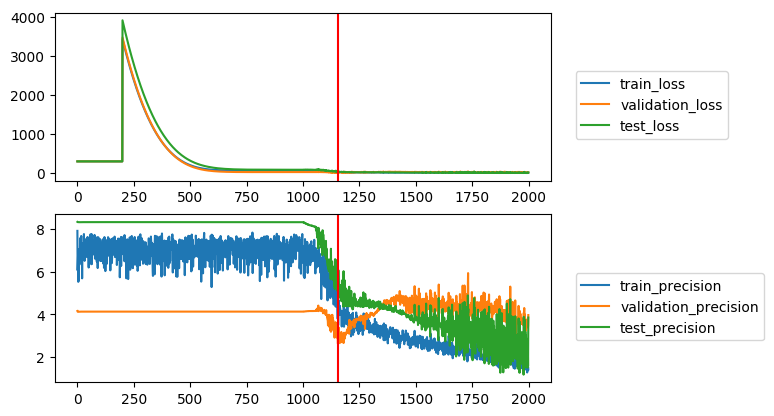 4000
3000
2000
1000
0
0 250 500 750 1000 1250 1500 1750 2000
train_loss
validation_loss
test_loss
8
6
4
2
0 250 500 750 1000 1250 1500 1750 2000
train_precision
validation_precision
test_precision